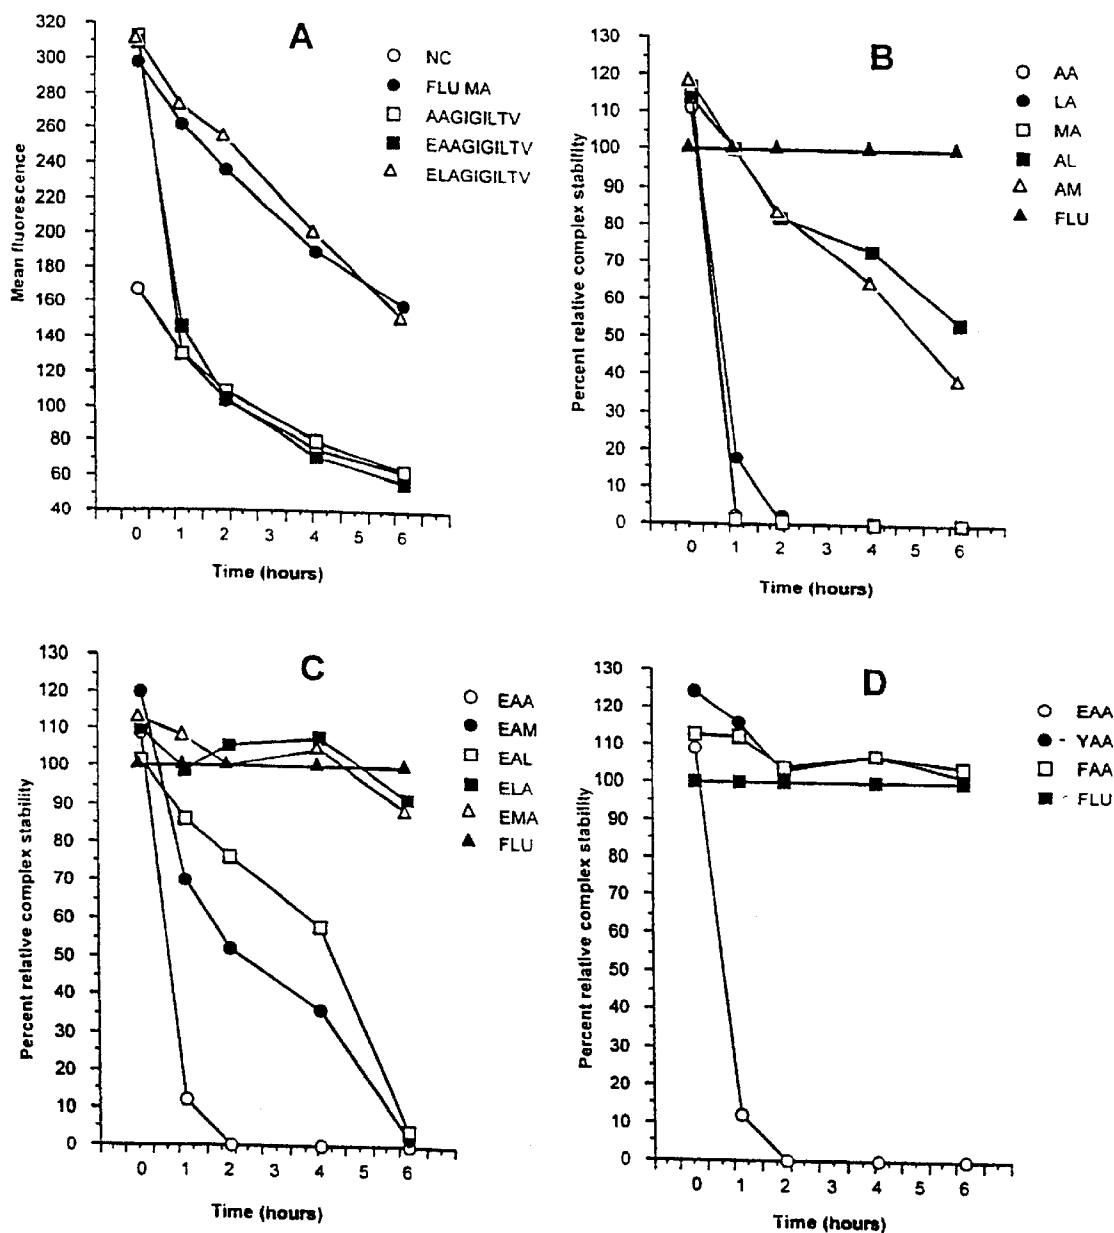 A
Mean fluorescence
320
300
280
260
240
220
200
180
160
140
120
100
80
60
40
0 1 2 3 4 5 6
Time (hours)
NC
FLU MA
AAGIGILTV
EAAGIGILTV
ELAGIGILTV
B
Percent relative complex stability
130
120
110
100
90
80
70
60
50
40
30
20
10
0
0 1 2 3 4 5 6
Time (hours)
AA
LA
MA
AL
AM
FLU
C
Percent relative complex stability
130
120
110
100
90
80
70
60
50
40
30
20
10
0
0 1 2 3 4 5 6
Time (hours)
EAA
EAM
EAL
ELA
EMA
FLU
D
Percent relative complex stability
130
120
110
100
90
80
70
60
50
40
30
20
10
0
0 1 2 3 4 5 6
Time (hours)
EAA
YAA
FAA
FLU